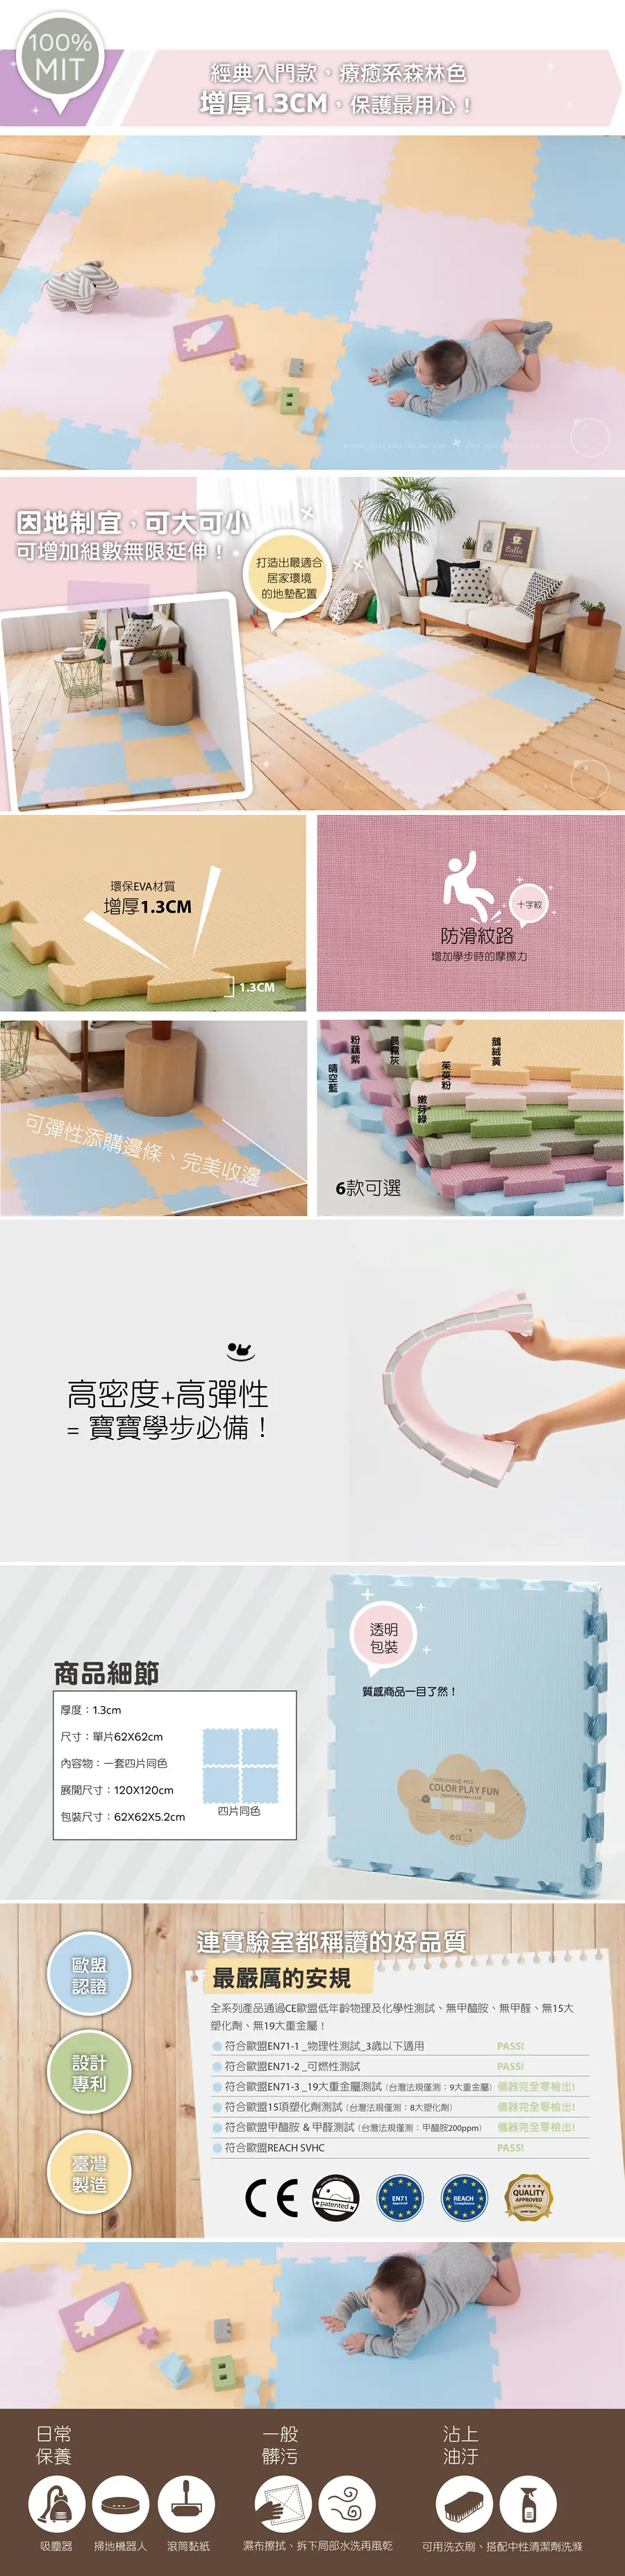 100%
MIT
經典入門款，療癒系森林色
增厚1.3CM，保護最用心！
因地制宜，可大可小
可增加組數無限延伸！
打造出最適合
居家環境
的地墊配置
環保EVA材質
增厚1.3CM
1.3CM
十字紋
防滑紋路
增加學步時的摩擦力
可彈性添購邊條、完美收邊
晴空藍
粉藕紫
晨霧灰
嫩芽綠
茱萸粉
鵝絨黃
6款可選
高密度+高彈性
= 寶寶學步必備！
透明
包裝
質感商品一目了然！
商品細節
厚度：1.3cm
尺寸：單片62X62cm
內容物：一套四片同色
展開尺寸：120X120cm
包裝尺寸：62X62X5.2cm
四片同色
COLOR PLAY FUN
連實驗室都稱讚的好品質
最嚴厲的安規
歐盟
認證
設計
專利
臺灣
製造
全系列產品通過CE歐盟低年齡物理及化學性測試、無甲醯胺、無甲醛、無15大
塑化劑、無19大重金屬！
符合歐盟EN71-1 _物理性測試_3歲以下適用 PASS!
符合歐盟EN71-2 _可燃性測試 PASS!
符合歐盟EN71-3 _19大重金屬測試 (台灣法規僅測：9大重金屬) 儀器完全零檢出!
符合歐盟15項塑化劑測試 (台灣法規僅測：8大塑化劑) 儀器完全零檢出!
符合歐盟甲醯胺 & 甲醛測試 (台灣法規僅測：甲醯胺200ppm) 儀器完全零檢出!
符合歐盟REACH SVHC PASS!
CE
patented
EN71
Approved
REACH
Compliance
QUALITY
APPROVED
日常
保養
一般
髒污
沾上
油汙
吸塵器
掃地機器人
滾筒黏紙
濕布擦拭、拆下局部水洗再風乾
可用洗衣刷、搭配中性清潔劑洗滌